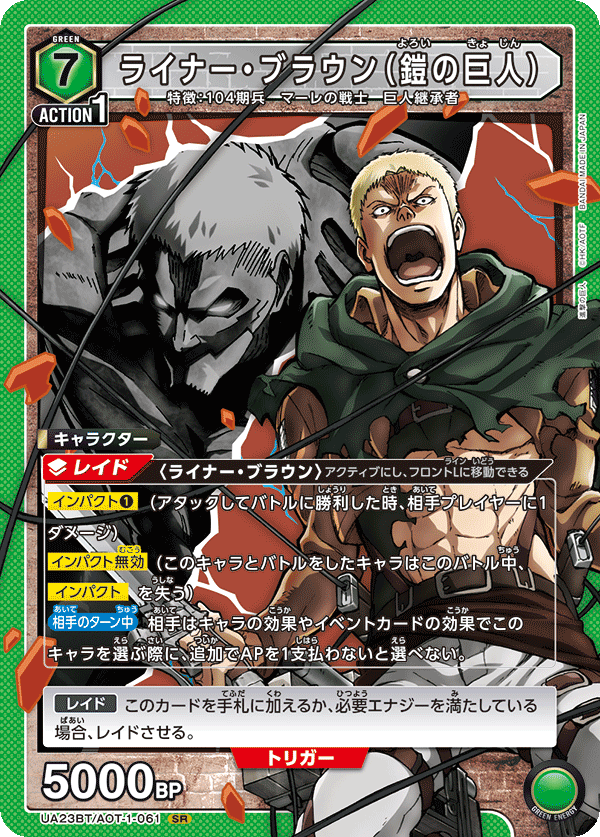 GREEN
7
ACTION 1
ライナー・ブラウン(鎧の巨人)
特徴:104期兵 マーレの戦士 巨人継承者
進撃の巨人 ©HK/AOTF BANDAI MADE IN JAPAN
キャラクター
レイド 〈ライナー・ブラウン〉アクティブにし、フロントLに移動できる
インパクト❶ (アタックしてバトルに勝利した時、相手プレイヤーに1
ダメージ)
インパクト無効 (このキャラとバトルをしたキャラはこのバトル中、
インパクト を失う)
相手のターン中 相手はキャラの効果やイベントカードの効果でこの
キャラを選ぶ際に、追加でAPを1支払わないと選べない。
レイド このカードを手札に加えるか、必要エナジーを満たしている
場合、レイドさせる。
トリガー
5000BP
GREEN ENERGY
UA23BT/AOT-1-061 SR